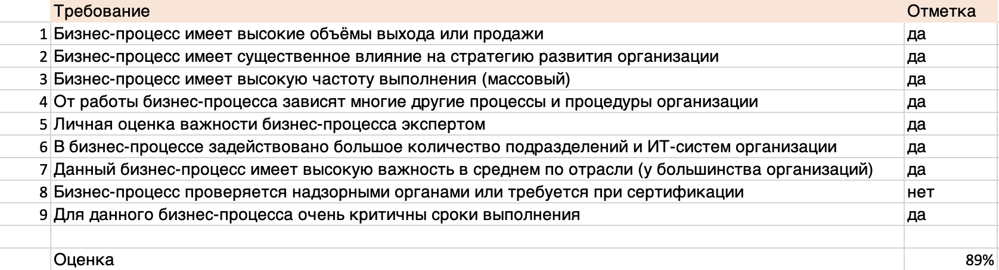 Требование Отметка
1 Бизнес-процесс имеет высокие объёмы выхода или продажи да
2 Бизнес-процесс имеет существенное влияние на стратегию развития организации да
3 Бизнес-процесс имеет высокую частоту выполнения (массовый) да
4 От работы бизнес-процесса зависят многие другие процессы и процедуры организации да
5 Личная оценка важности бизнес-процесса экспертом да
6 В бизнес-процессе задействовано большое количество подразделений и ИТ-систем организации да
7 Данный бизнес-процесс имеет высокую важность в среднем по отрасли (у большинства организаций) да
8 Бизнес-процесс проверяется надзорными органами или требуется при сертификации нет
9 Для данного бизнес-процесса очень критичны сроки выполнения да
Оценка 89%